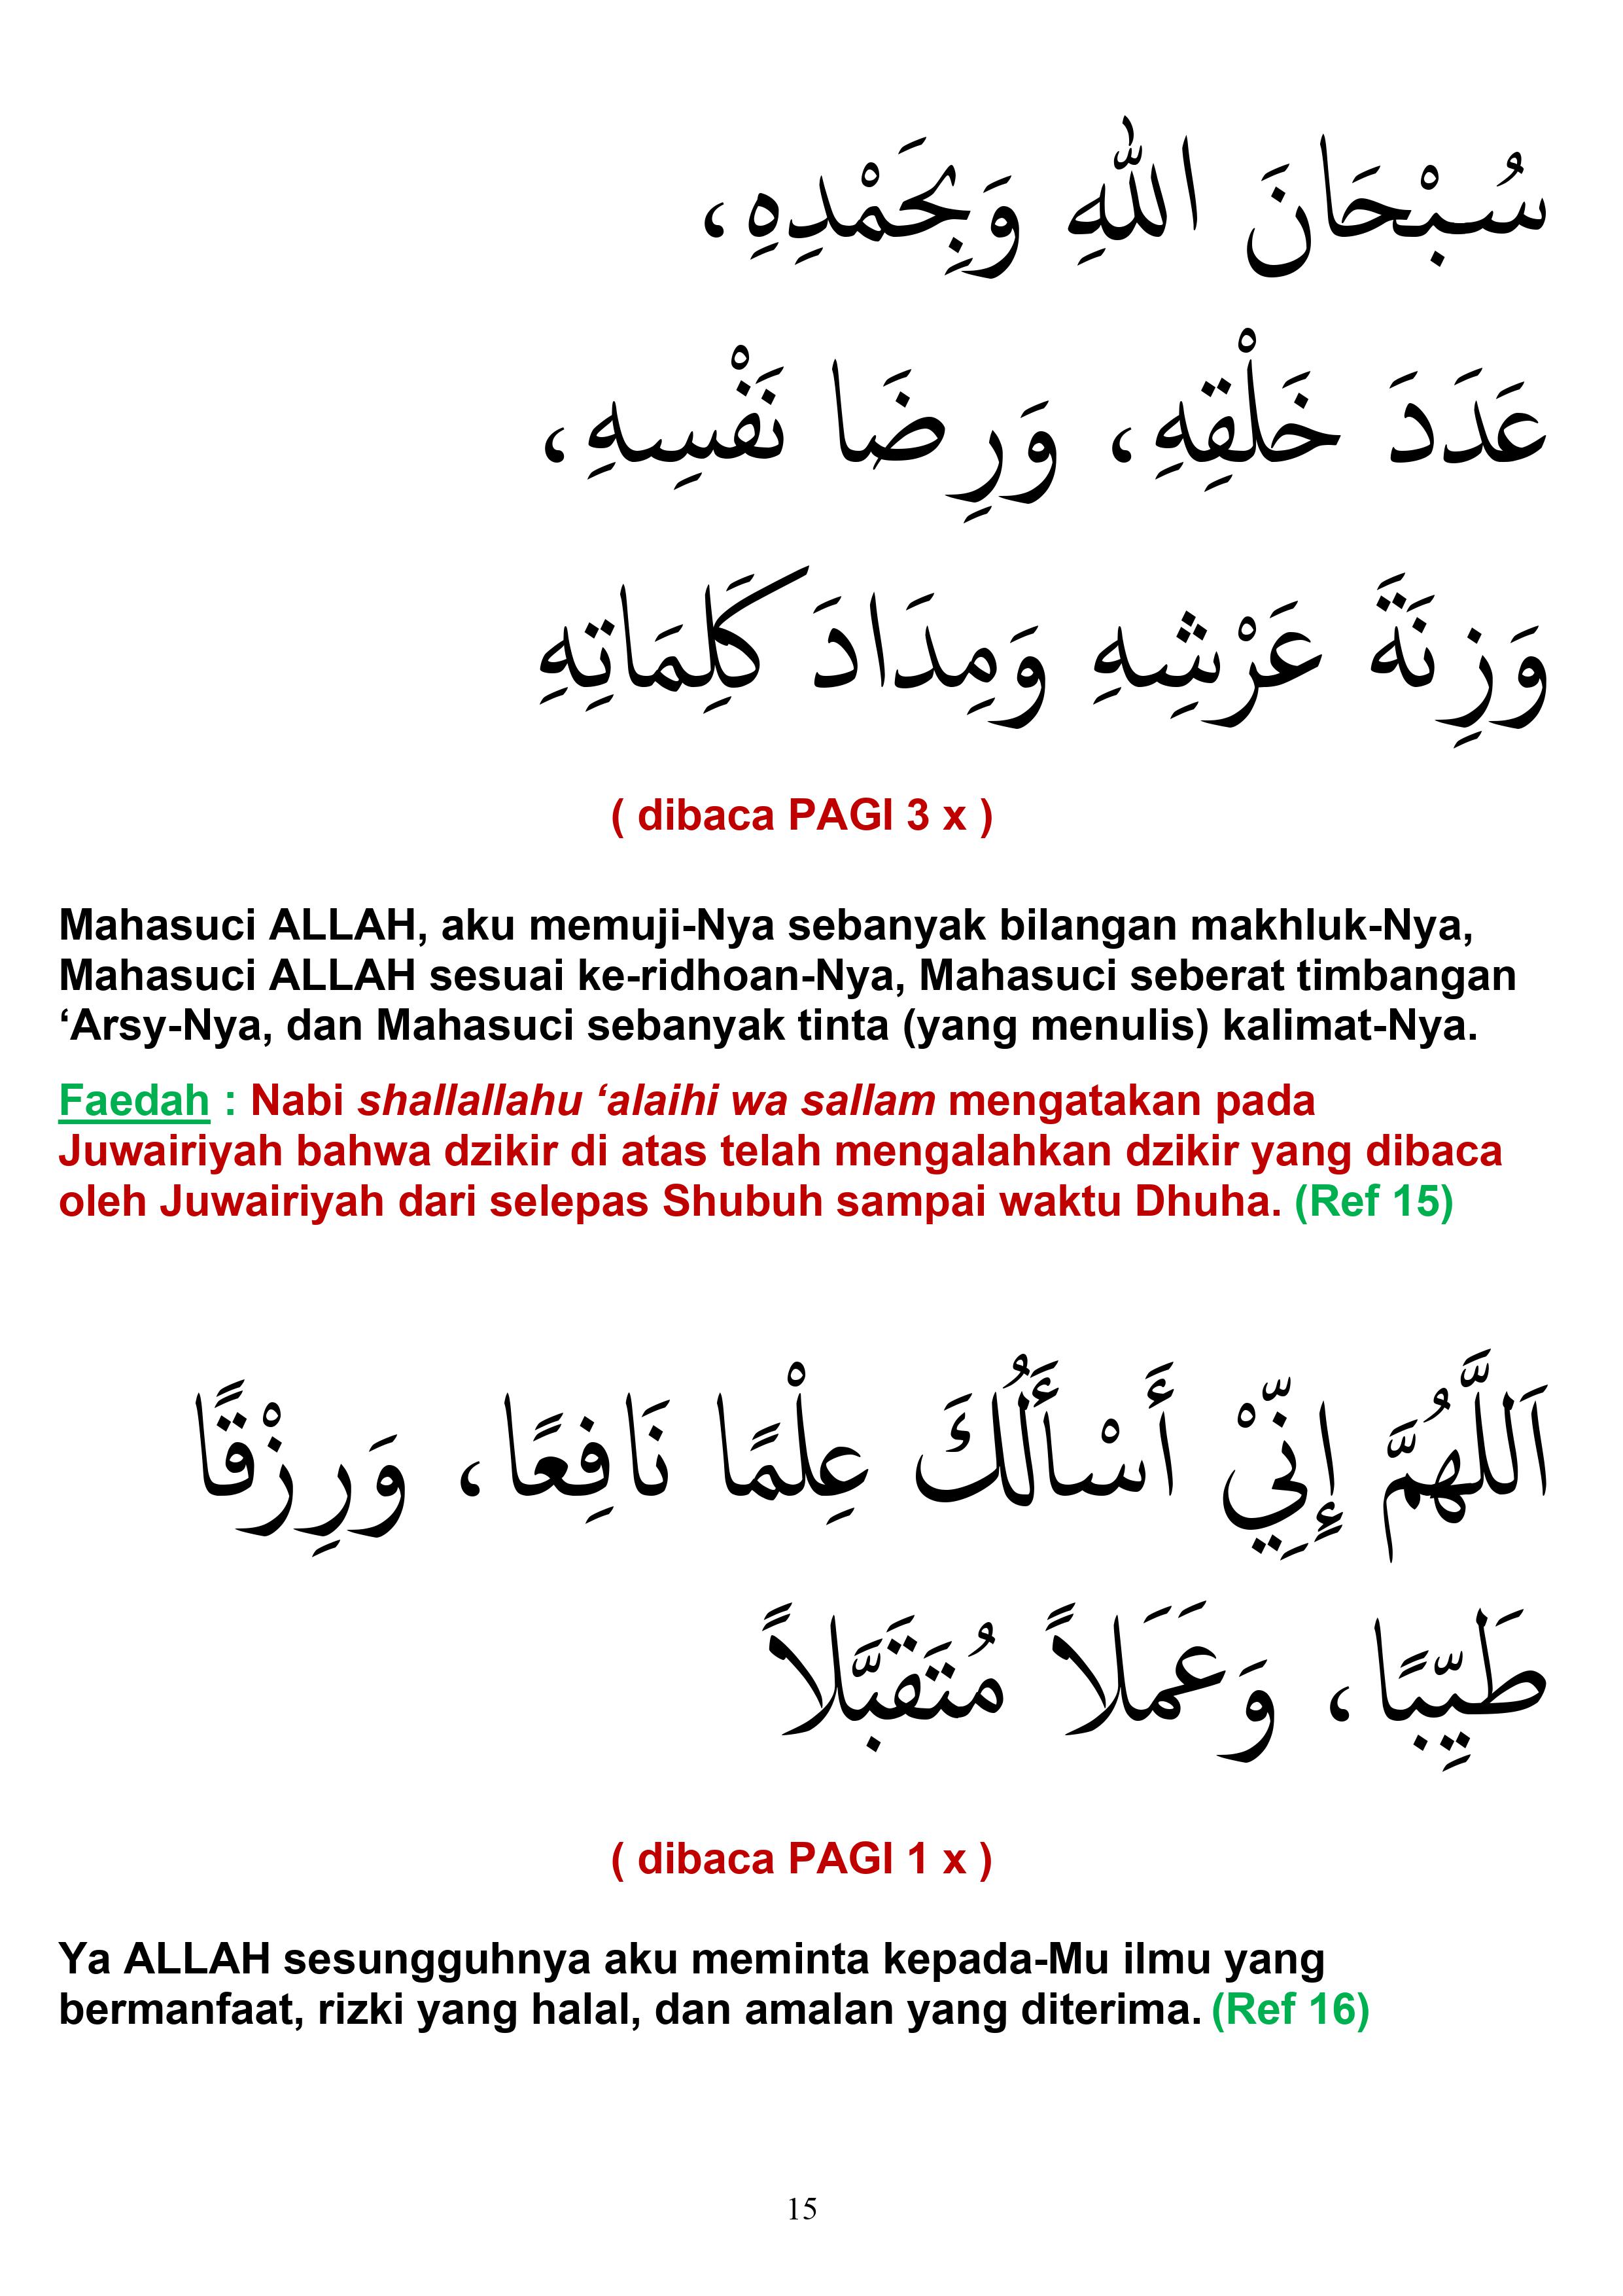 سُبْحَانَ اللهِ وَبِحَمْدِهِ،
عَدَدَ خَلْقِهِ، وَرِضَا نَفْسِهِ،
وَزِنَةَ عَرْشِهِ وَمِدَادَ كَلِمَاتِهِ
( dibaca PAGI 3 x )
Mahasuci ALLAH, aku memuji-Nya sebanyak bilangan makhluk-Nya,
Mahasuci ALLAH sesuai ke-ridhoan-Nya, Mahasuci seberat timbangan
‘Arsy-Nya, dan Mahasuci sebanyak tinta (yang menulis) kalimat-Nya.
Faedah : Nabi shallallahu ‘alaihi wa sallam mengatakan pada
Juwairiyah bahwa dzikir di atas telah mengalahkan dzikir yang dibaca
oleh Juwairiyah dari selepas Shubuh sampai waktu Dhuha. (Ref 15)
اَللَّهُمَّ إِنِّيْ أَسْأَلُكَ عِلْمًا نَافِعًا، وَرِزْقًا
طَيِّبًا، وَعَمَلاً مُتَقَبَّلاً
( dibaca PAGI 1 x )
Ya ALLAH sesungguhnya aku meminta kepada-Mu ilmu yang
bermanfaat, rizki yang halal, dan amalan yang diterima. (Ref 16)
15